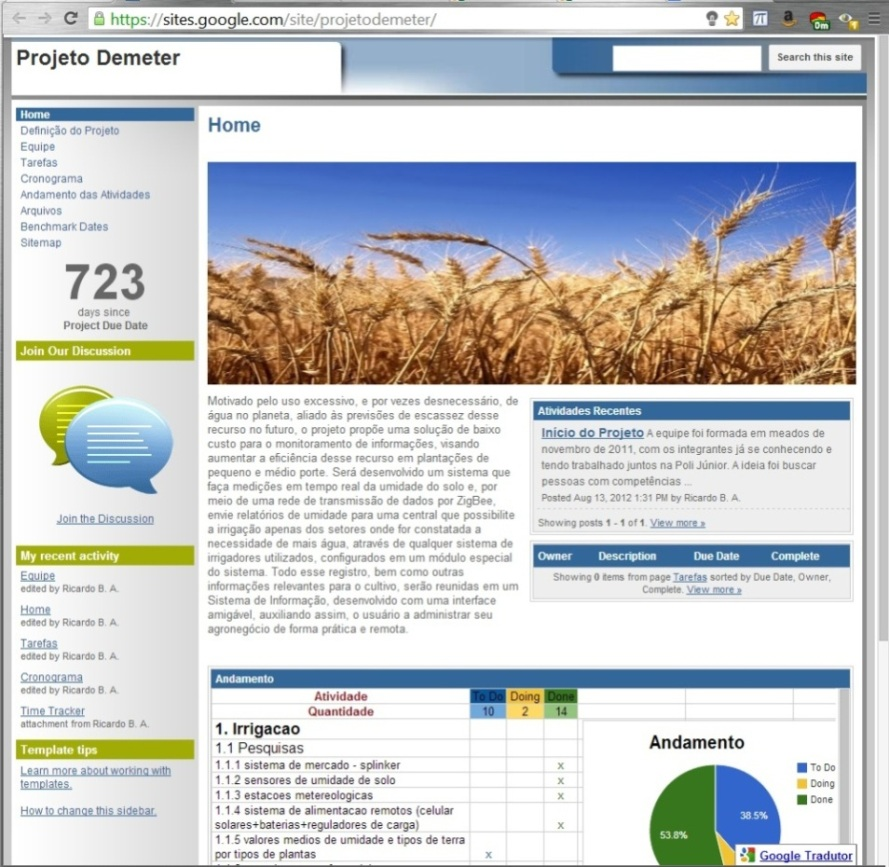 https://sites.google.com/site/projetodemeter/
Projeto Demeter
Search this site
Home
Definição do Projeto
Equipe
Tarefas
Cronograma
Andamento das Atividades
Arquivos
Benchmark Dates
Sitemap
723
days since
Project Due Date
Join Our Discussion
Join the Discussion
My recent activity
Equipe
edited by Ricardo B. A.
Home
edited by Ricardo B. A.
Tarefas
edited by Ricardo B. A.
Cronograma
edited by Ricardo B. A.
Time Tracker
attachment from Ricardo B. A.
Template tips
Learn more about working with
templates.
How to change this sidebar.
Home
Motivado pelo uso excessivo, e por vezes desnecessário, de
água no planeta, aliado às previsões de escassez desse
recurso no futuro, o projeto propõe uma solução de baixo
custo para o monitoramento de informações, visando
aumentar a eficiência desse recurso em plantações de
pequeno e médio porte. Será desenvolvido um sistema que
faça medições em tempo real da umidade do solo e, por
meio de uma rede de transmissão de dados por ZigBee,
envie relatórios de umidade para uma central que possibilite
a irrigação apenas dos setores onde for constatada a
necessidade de mais água, através de qualquer sistema de
irrigadores utilizados, configurados em um módulo especial
do sistema. Todo esse registro, bem como outras
informações relevantes para o cultivo, serão reunidas em um
Sistema de Informação, desenvolvido com uma interface
amigável, auxiliando assim, o usuário a administrar seu
agronegócio de forma prática e remota.
Atividades Recentes
Início do Projeto A equipe foi formada em meados de
novembro de 2011, com os integrantes já se conhecendo e
tendo trabalhado juntos na Poli Júnior. A ideia foi buscar
pessoas com competências ...
Posted Aug 13, 2012 1:31 PM by Ricardo B. A.
Showing posts 1 - 1 of 1. View more »
Owner Description Due Date Complete
Showing 0 items from page Tarefas sorted by Due Date, Owner,
Complete. View more »
Andamento
Atividade To Do Doing Done
Quantidade 10 2 14
1. Irrigacao
1.1 Pesquisas
1.1.1 sistema de mercado - splinker x
1.1.2 sensores de umidade de solo x
1.1.3 estacoes metereologicas x
1.1.4 sistema de alimentacao remotos (celular
solares+baterias+reguladores de carga) x
1.1.5 valores medios de umidade e tipos de terra
por tipos de plantas x
Andamento
To Do
Doing
Done
38.5%
53.8%
Google Tradutor